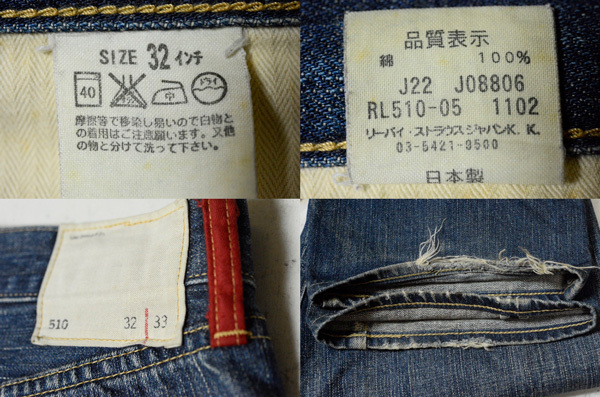 SIZE 32 インチ
40 中 ドライ
摩擦等で移染し易いので白物と
の着用はご注意願います。又他
の物と分けて洗って下さい。
品質表示
綿 100%
J22 J08806
RL510-05 1102
リーバイ・ストラウスジャパンK.K.
03-5421-9500
日本製
510 32 33